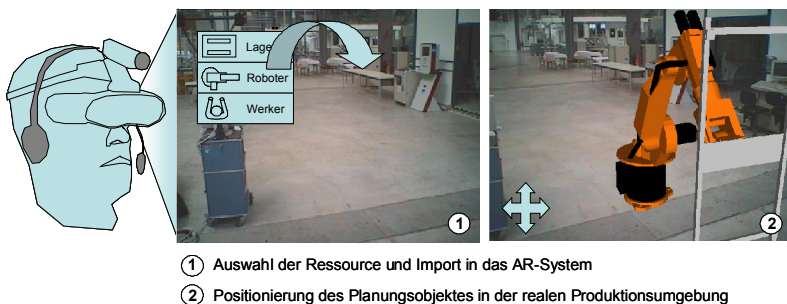 Lage
Roboter
Werker
1
2
1 Auswahl der Ressource und Import in das AR-System
2 Positionierung des Planungsobjektes in der realen Produktionsumgebung